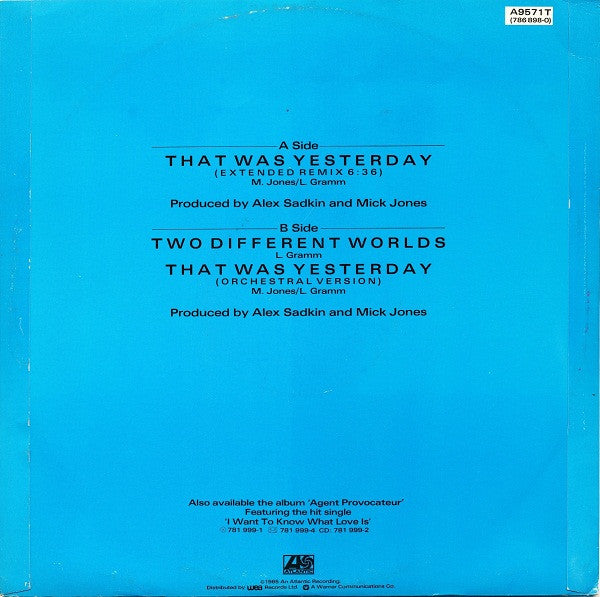 A9571T
(786 898-0)
A Side
THAT WAS YESTERDAY
(EXTENDED REMIX 6:36)
M. Jones/L. Gramm
Produced by Alex Sadkin and Mick Jones
B Side
TWO DIFFERENT WORLDS
L. Gramm
THAT WAS YESTERDAY
(ORCHESTRAL VERSION)
M. Jones/L. Gramm
Produced by Alex Sadkin and Mick Jones
Also available the album 'Agent Provocateur'
Featuring the hit single
'I Want To Know What Love Is'
781 999-1 781 999-4 CD: 781 999-2
ATLANTIC
©1985 An Atlantic Recording.
Distributed by wea Records Ltd. A Warner Communications Co.